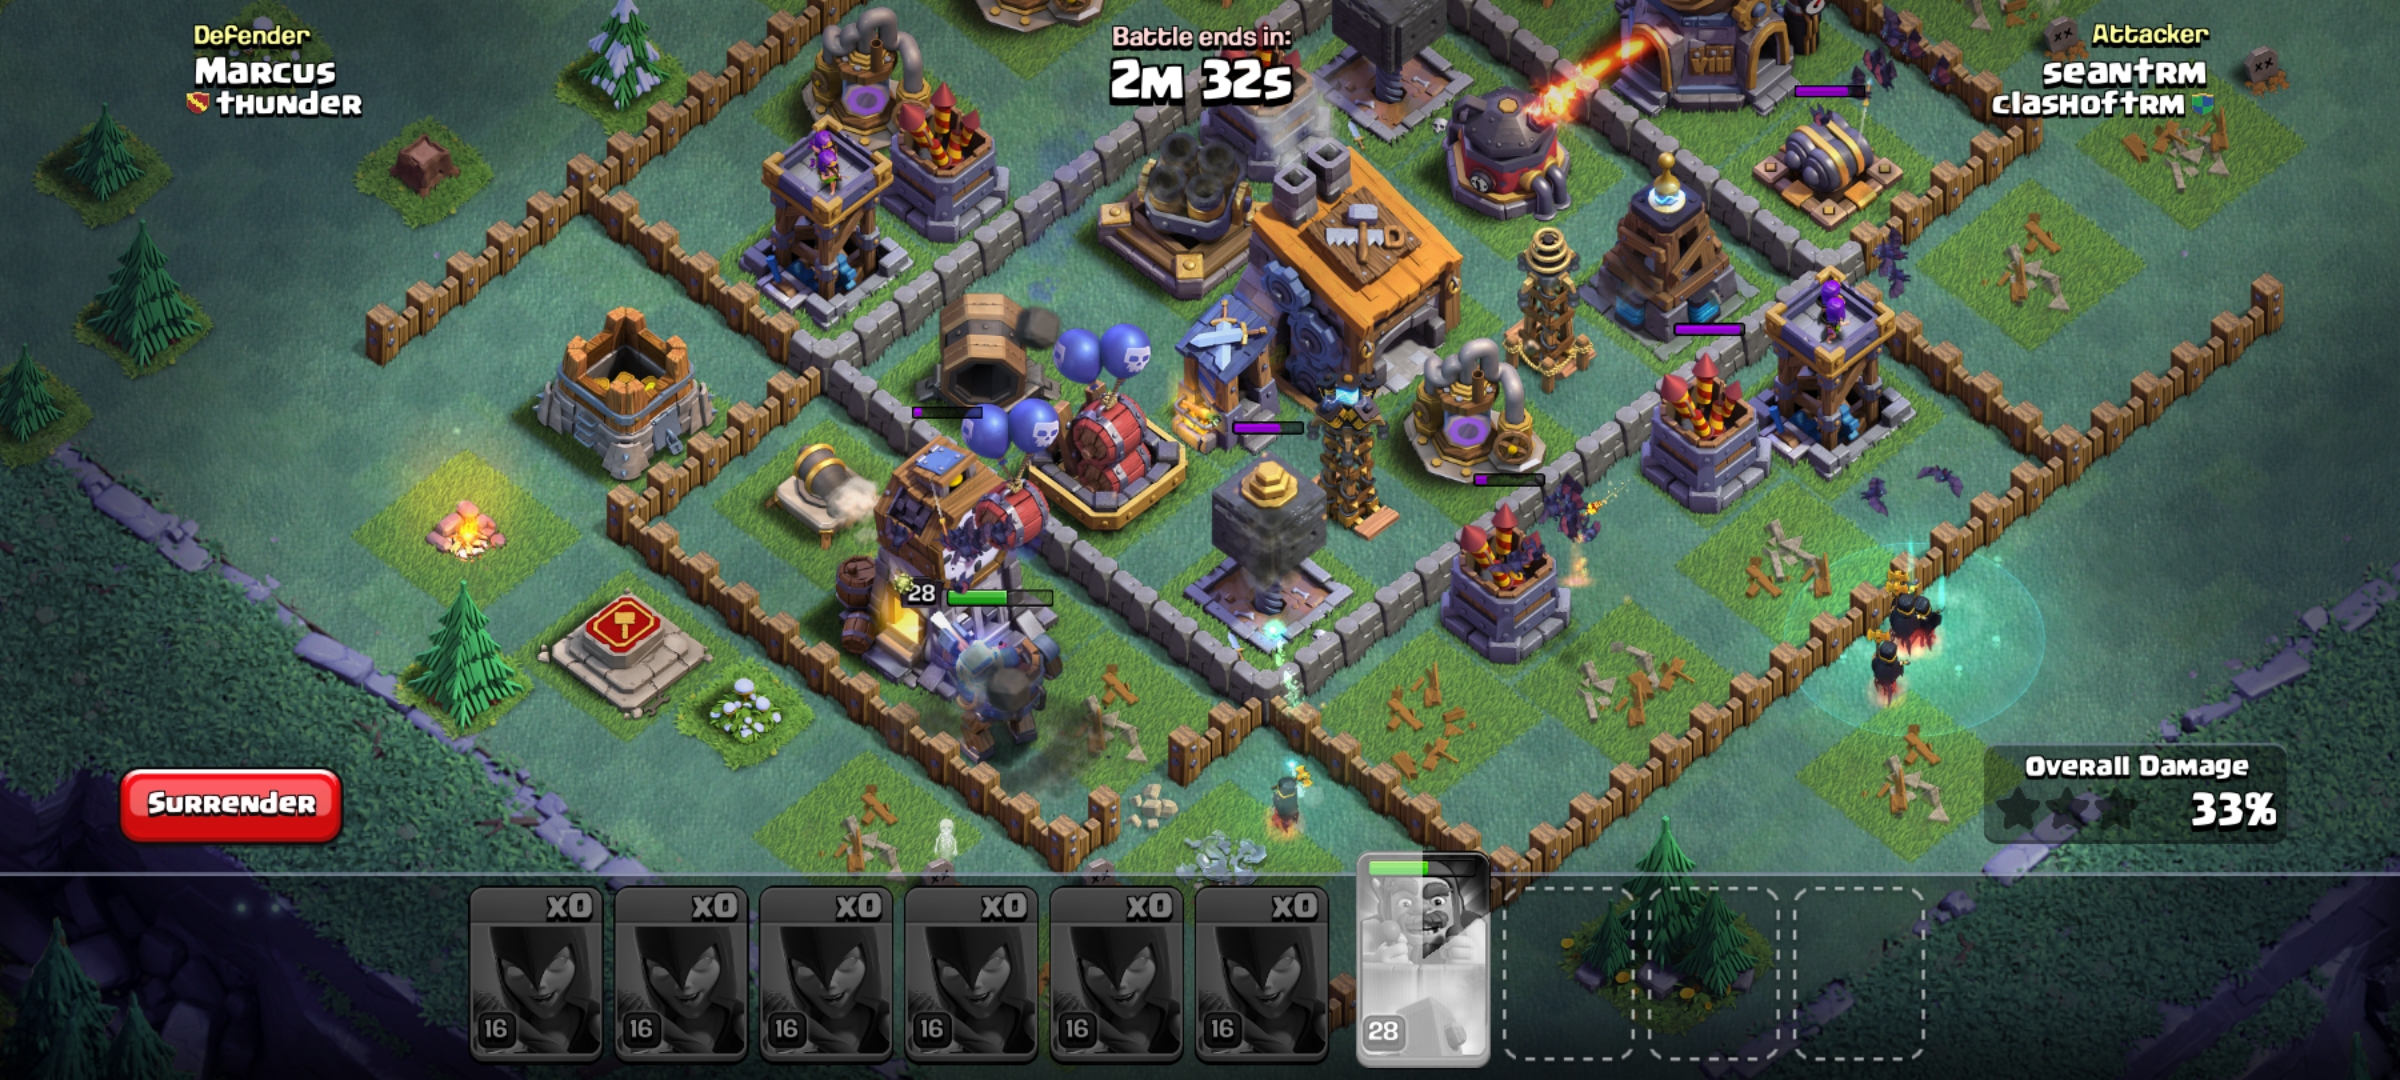 Defender
Marcus
thunder
Battle ends in:
2M 32s
Attacker
seantRM
clashoftRM
VIII
28
Surrender
Overall Damage
33%
x0
x0
x0
x0
x0
x0
16
16
16
16
16
16
28